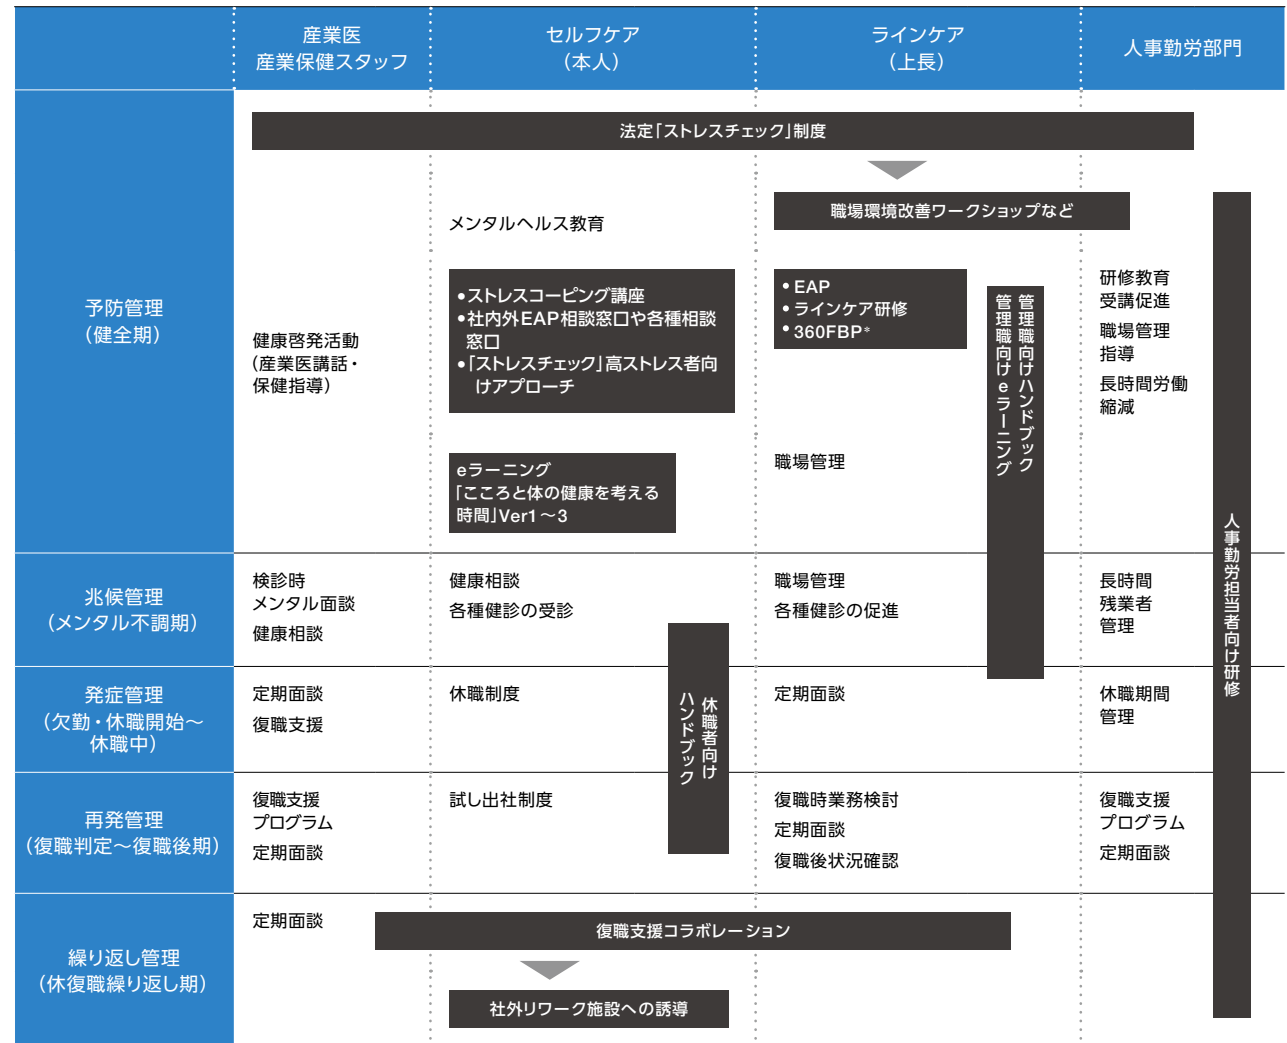 産業医
産業保健スタッフ
セルフケア
（本人）
ラインケア
（上長）
人事勤労部門
予防管理
（健全期）
法定「ストレスチェック」制度
職場環境改善ワークショップなど
健康啓発活動
（産業医講話・
保健指導）
メンタルヘルス教育
●ストレスコーピング講座
●社内外EAP相談窓口や各種相談
窓口
●「ストレスチェック」高ストレス者向
けアプローチ
eラーニング
「こころと体の健康を考える
時間」Ver1～3
●EAP
●ラインケア研修
●360FBP*
職場管理
管理職向けハンドブック
管理職向けeラーニング
研修教育
受講促進
職場管理
指導
長時間労働
縮減
人事勤労担当者向け研修
兆候管理
（メンタル不調期）
検診時
メンタル面談
健康相談
健康相談
各種健診の受診
職場管理
各種健診の促進
長時間
残業者
管理
発症管理
（欠勤・休職開始～
休職中）
定期面談
復職支援
休職制度
休職者向け
ハンドブック
定期面談
休職期間
管理
再発管理
（復職判定～復職後期）
復職支援
プログラム
定期面談
試し出社制度
復職時業務検討
定期面談
復職後状況確認
復職支援
プログラム
定期面談
繰り返し管理
（休復職繰り返し期）
定期面談
復職支援コラボレーション
社外リワーク施設への誘導